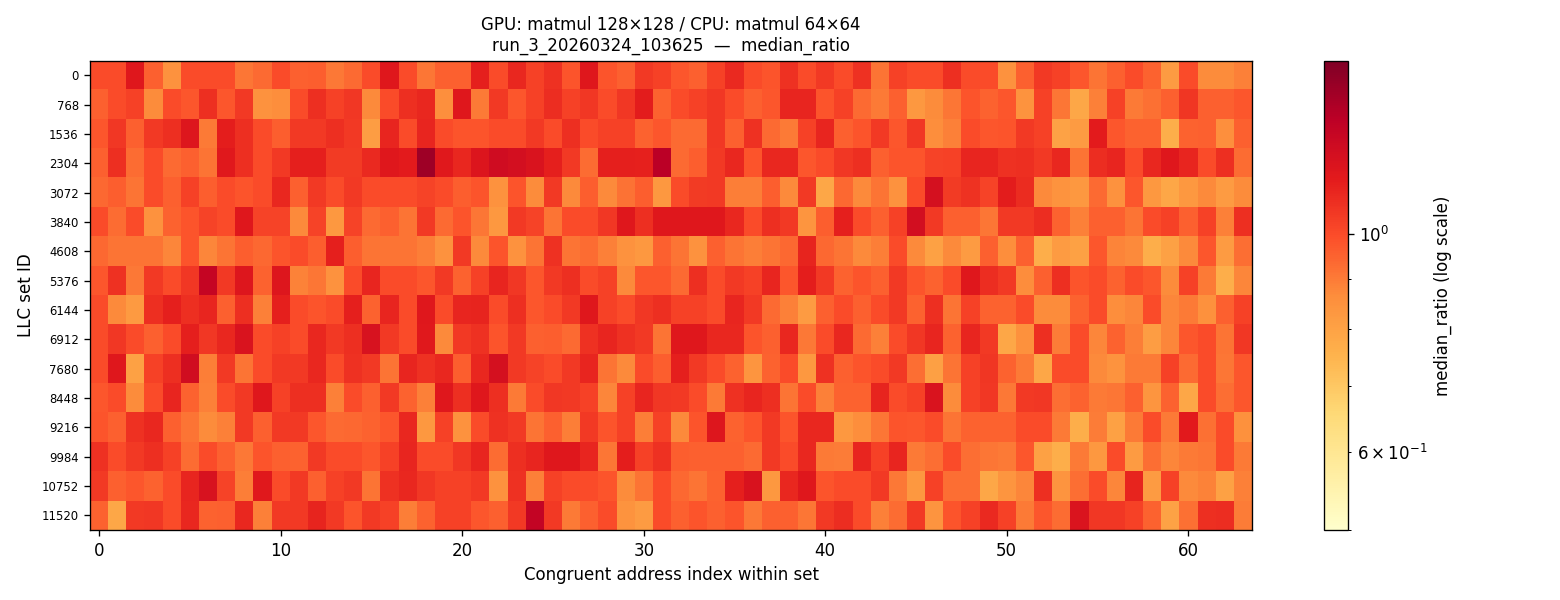 GPU: matmul 128×128 / CPU: matmul 64×64
run_3_20260324_103625 — median_ratio
LLC set ID
0
768
1536
2304
3072
3840
4608
5376
6144
6912
7680
8448
9216
9984
10752
11520
0 10 20 30 40 50 60
Congruent address index within set
10⁰
6 × 10⁻¹
median_ratio (log scale)